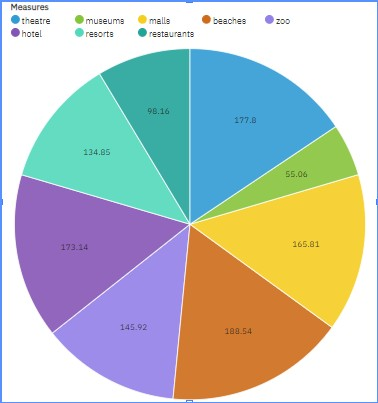 Measures
theatre museums malls beaches zoo
hotel resorts restaurants
98.16
177.8
134.85
55.06
165.81
173.14
145.92
188.54